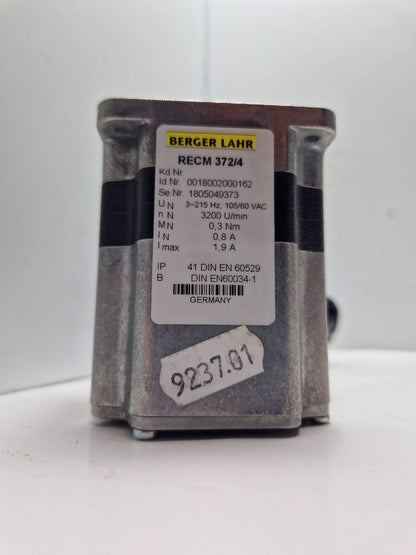 BERGER LAHR
RECM 372/4
Kd Nr.
Id.Nr. 0018002000162
Se.Nr. 1805049373
U N 3~215 Hz, 105/60 VAC
n N 3200 U/min
M N 0,3 Nm
I N 0,8 A
I max 1,9 A
IP 41 DIN EN 60529
B DIN EN60034-1
GERMANY
9237.01